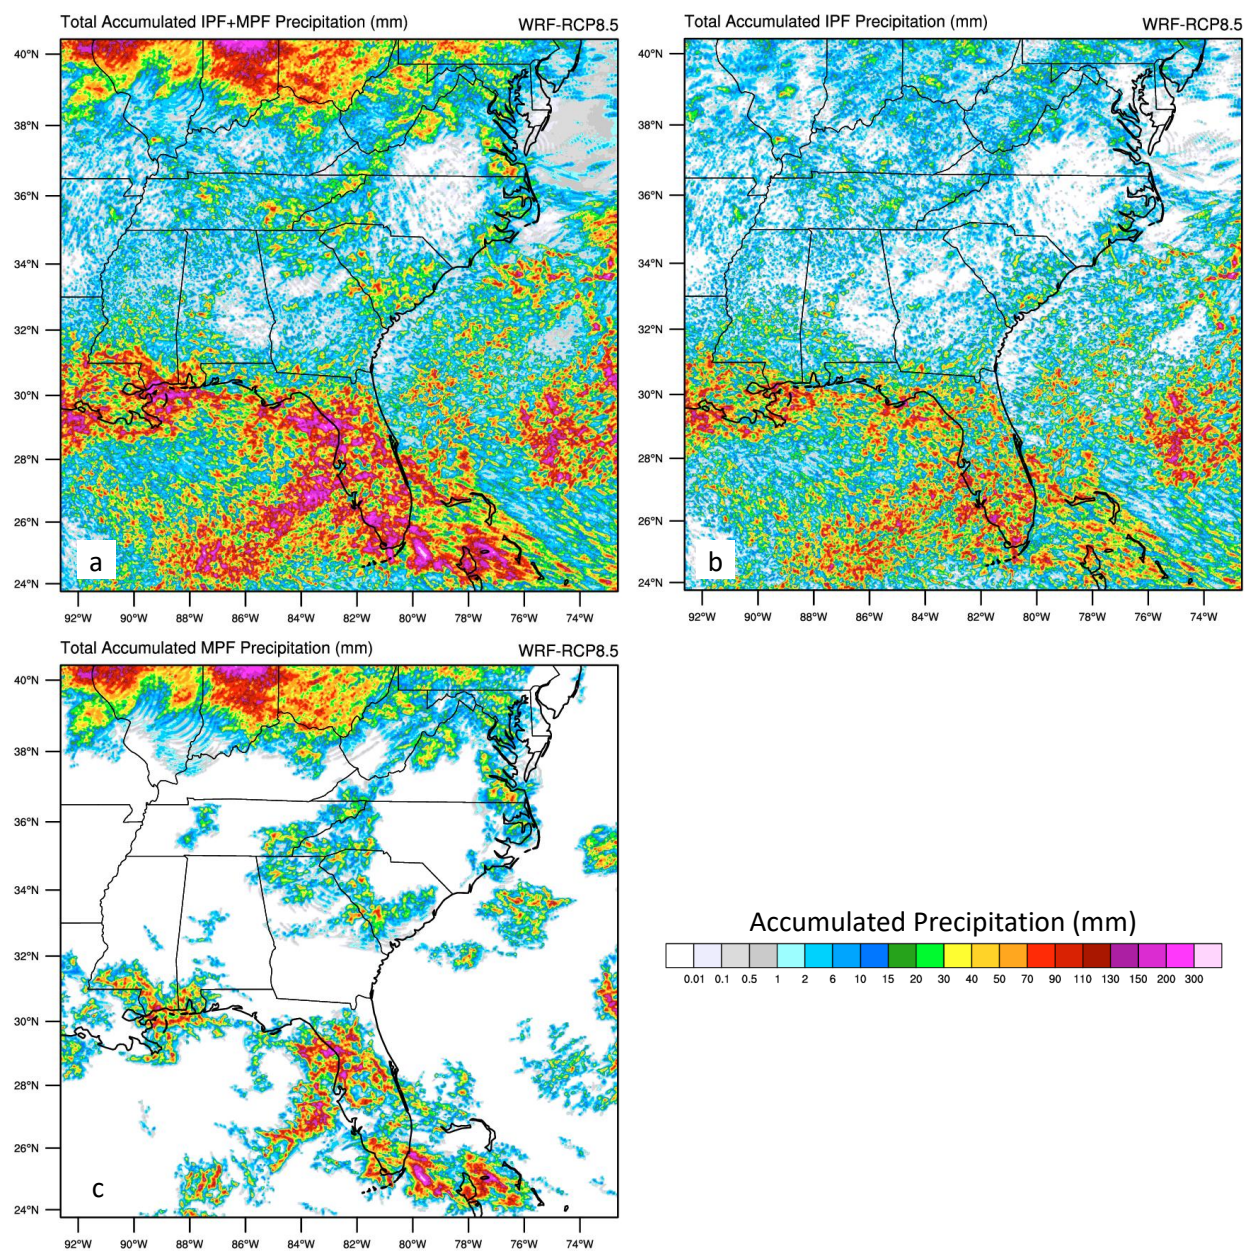 Total Accumulated IPF+MPF Precipitation (mm) WRF-RCP8.5
40°N
38°N
36°N
34°N
32°N
30°N
28°N
26°N
24°N
a
92°W 90°W 88°W 86°W 84°W 82°W 80°W 78°W 76°W 74°W
Total Accumulated IPF Precipitation (mm) WRF-RCP8.5
40°N
38°N
36°N
34°N
32°N
30°N
28°N
26°N
24°N
b
92°W 90°W 88°W 86°W 84°W 82°W 80°W 78°W 76°W 74°W
Total Accumulated MPF Precipitation (mm) WRF-RCP8.5
40°N
38°N
36°N
34°N
32°N
30°N
28°N
26°N
24°N
c
92°W 90°W 88°W 86°W 84°W 82°W 80°W 78°W 76°W 74°W
Accumulated Precipitation (mm)
0.01 0.1 0.5 1 2 6 10 15 20 30 40 50 70 90 110 130 150 200 300